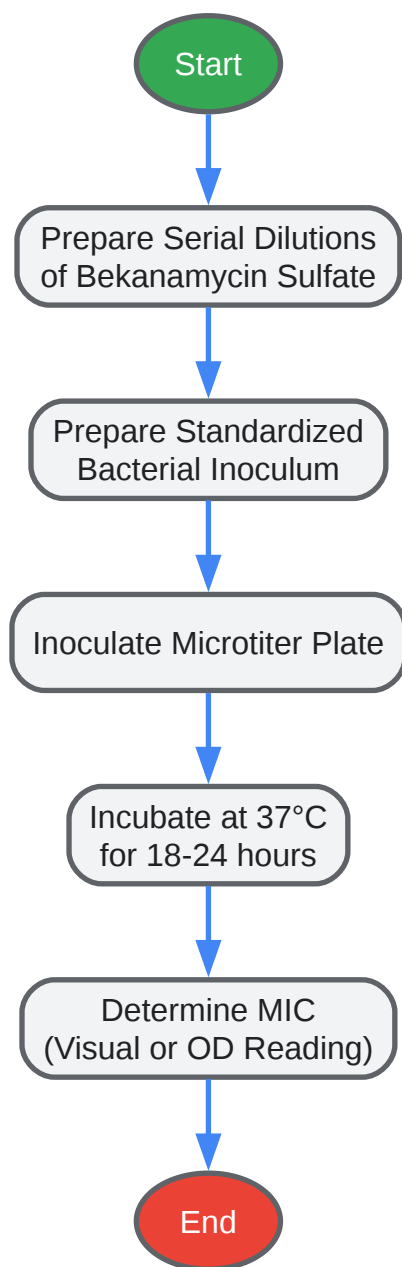 Start
Prepare Serial Dilutions
of Bekanamycin Sulfate
Prepare Standardized
Bacterial Inoculum
Inoculate Microtiter Plate
Incubate at 37°C
for 18-24 hours
Determine MIC
(Visual or OD Reading)
End